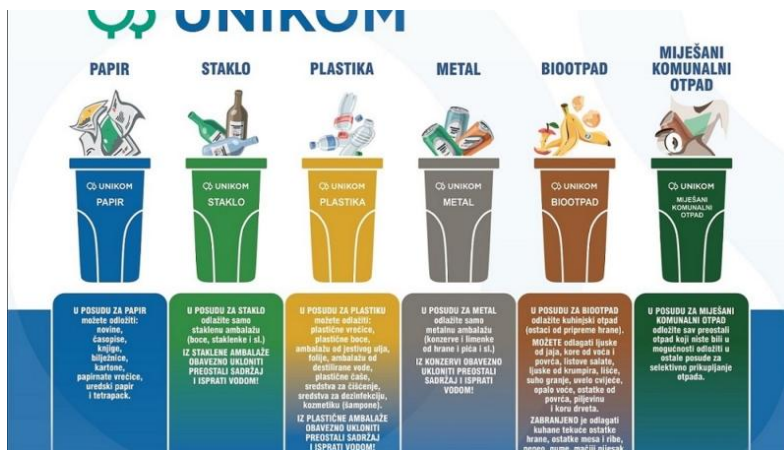 UNIKOM
PAPIR
STAKLO
PLASTIKA
METAL
BIOOTPAD
MIJEŠANI
KOMUNALNI
OTPAD
UNIKOM
PAPIR
UNIKOM
STAKLO
UNIKOM
PLASTIKA
UNIKOM
METAL
UNIKOM
BIOOTPAD
UNIKOM
MIJEŠANI
KOMUNALNI
OTPAD
U POSUDU ZA PAPIR
možete odložiti:
novine,
časopise,
knjige,
bilježnice,
kartone,
papirnate vrećice,
uredski papir
i tetrapack.
U POSUDU ZA STAKLO
odlažite samo
staklenu ambalažu
(boce, staklenke i sl.)
IZ STAKLENE AMBALAŽE
OBAVEZNO UKLONITI
PREOSTALI SADRŽAJ
I ISPRATI VODOM!
U POSUDU ZA PLASTIKU
možete odložiti:
plastične vrećice,
plastične boce,
ambalažu od jestivog ulja,
folije, ambalažu od
destilirane vode,
plastične čaše,
sredstva za čišćenje,
sredstva za dezinfekciju,
kozmetiku (šampone).
IZ PLASTIČNE AMBALAŽE
OBAVEZNO UKLONITI
PREOSTALI SADRŽAJ
I ISPRATI VODOM!
U POSUDU ZA METAL
odlažite samo
metalnu ambalažu
(konzerve i limenke
od hrane i pića i sl.)
IZ KONZERVI OBAVEZNO
UKLONITI PREOSTALI
SADRŽAJ I ISPRATI
VODOM!
U POSUDU ZA BIOOTPAD
odlažite kuhinjski otpad
(ostaci od pripreme hrane).
MOŽETE odlagati ljuske
od jaja, kore od voća i
povrća, listove salate,
ljuske od krumpira, lišće,
suho granje, uvelo cvijeće,
opalo voće, ostatke od
povrća, piljevinu
i koru drveta.
ZABRANJENO je odlagati
kuhane tekuće ostatke
hrane, ostatke mesa i ribe,
pepeo, gume, mačiji pijesak
U POSUDU ZA MIJEŠANI
KOMUNALNI OTPAD
odložite sav preostali
otpad koji niste bili u
mogućnosti odložiti u
ostale posude za
selektivno prikupljanje
otpada.